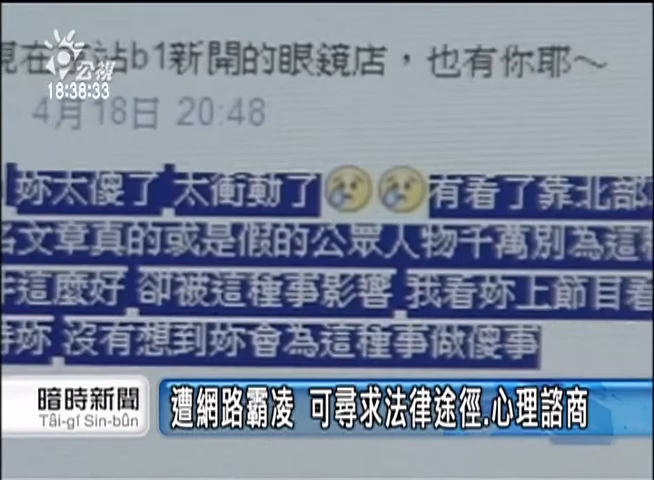 現在車站b1新開的眼鏡店，也有你耶～
公視
18:38:33
4月18日 20:48
妳太傻了 太衝動了 有看了靠北部
名文章真的或是假的公眾人物千萬別為這種
這麼好 卻被這種事影響 我看妳上節目看
妳 沒有想到妳會為這種事做傻事
暗時新聞
Tâi-gí Sin-bûn
遭網路霸凌 可尋求法律途徑.心理諮商